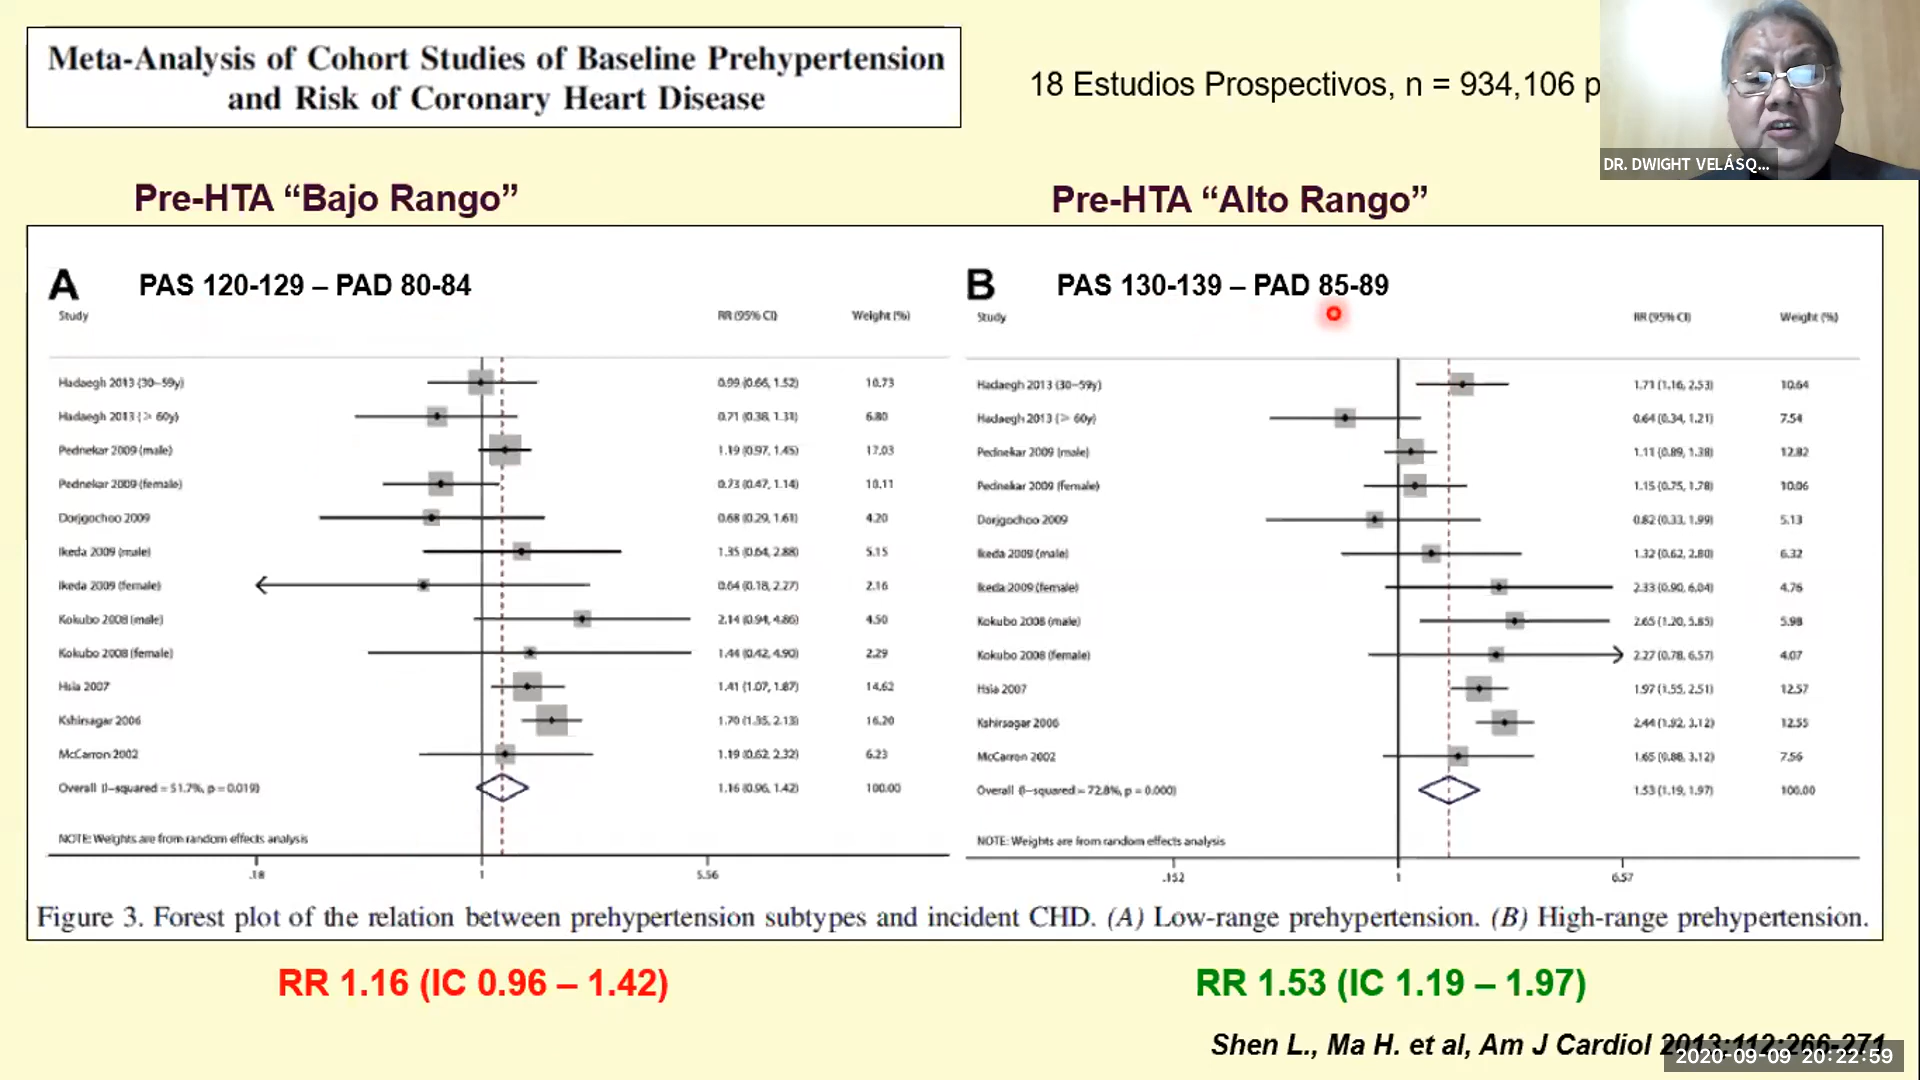 Meta-Analysis of Cohort Studies of Baseline Prehypertension
and Risk of Coronary Heart Disease
18 Estudios Prospectivos, n = 934,106 p
DR. DWIGHT VELÁSQ...
Pre-HTA “Bajo Rango”
Pre-HTA “Alto Rango”
A PAS 120-129 – PAD 80-84
Study RR (95% CI) Weight (%)
Hadaegh 2013 (30–59y) 0.99 (0.66, 1.52) 10.73
Hadaegh 2013 (> 60y) 0.71 (0.38, 1.31) 6.80
Pednekar 2009 (male) 1.19 (0.97, 1.45) 17.03
Pednekar 2009 (female) 0.73 (0.47, 1.14) 10.11
Dorjgochoo 2009 0.68 (0.29, 1.61) 4.20
Ikeda 2009 (male) 1.35 (0.64, 2.88) 5.15
Ikeda 2009 (female) 0.64 (0.18, 2.27) 2.16
Kokubo 2008 (male) 2.14 (0.94, 4.86) 4.50
Kokubo 2008 (female) 1.44 (0.42, 4.90) 2.29
Hsia 2007 1.41 (1.07, 1.87) 14.62
Kshirsagar 2006 1.70 (1.35, 2.13) 16.20
McCarron 2002 1.19 (0.62, 2.32) 6.23
Overall (I–squared = 51.7%, p = 0.019) 1.16 (0.96, 1.42) 100.00
NOTE: Weights are from random effects analysis
.18 1 5.56
B PAS 130-139 – PAD 85-89
Study RR (95% CI) Weight (%)
Hadaegh 2013 (30–59y) 1.71 (1.16, 2.53) 10.64
Hadaegh 2013 (> 60y) 0.64 (0.34, 1.21) 7.54
Pednekar 2009 (male) 1.11 (0.89, 1.38) 12.82
Pednekar 2009 (female) 1.15 (0.75, 1.78) 10.06
Dorjgochoo 2009 0.82 (0.33, 1.99) 5.13
Ikeda 2009 (male) 1.32 (0.62, 2.80) 6.32
Ikeda 2009 (female) 2.33 (0.90, 6.04) 4.76
Kokubo 2008 (male) 2.65 (1.20, 5.85) 5.98
Kokubo 2008 (female) 2.27 (0.78, 6.57) 4.07
Hsia 2007 1.97 (1.55, 2.51) 12.57
Kshirsagar 2006 2.44 (1.92, 3.12) 12.55
McCarron 2002 1.65 (0.88, 3.12) 7.56
Overall (I–squared = 72.8%, p = 0.000) 1.53 (1.19, 1.97) 100.00
NOTE: Weights are from random effects analysis
.152 1 6.57
Figure 3. Forest plot of the relation between prehypertension subtypes and incident CHD. (A) Low-range prehypertension. (B) High-range prehypertension.
RR 1.16 (IC 0.96 – 1.42)
RR 1.53 (IC 1.19 – 1.97)
Shen L., Ma H. et al, Am J Cardiol 2013;112:266-271
2020-09-09 20:22:59